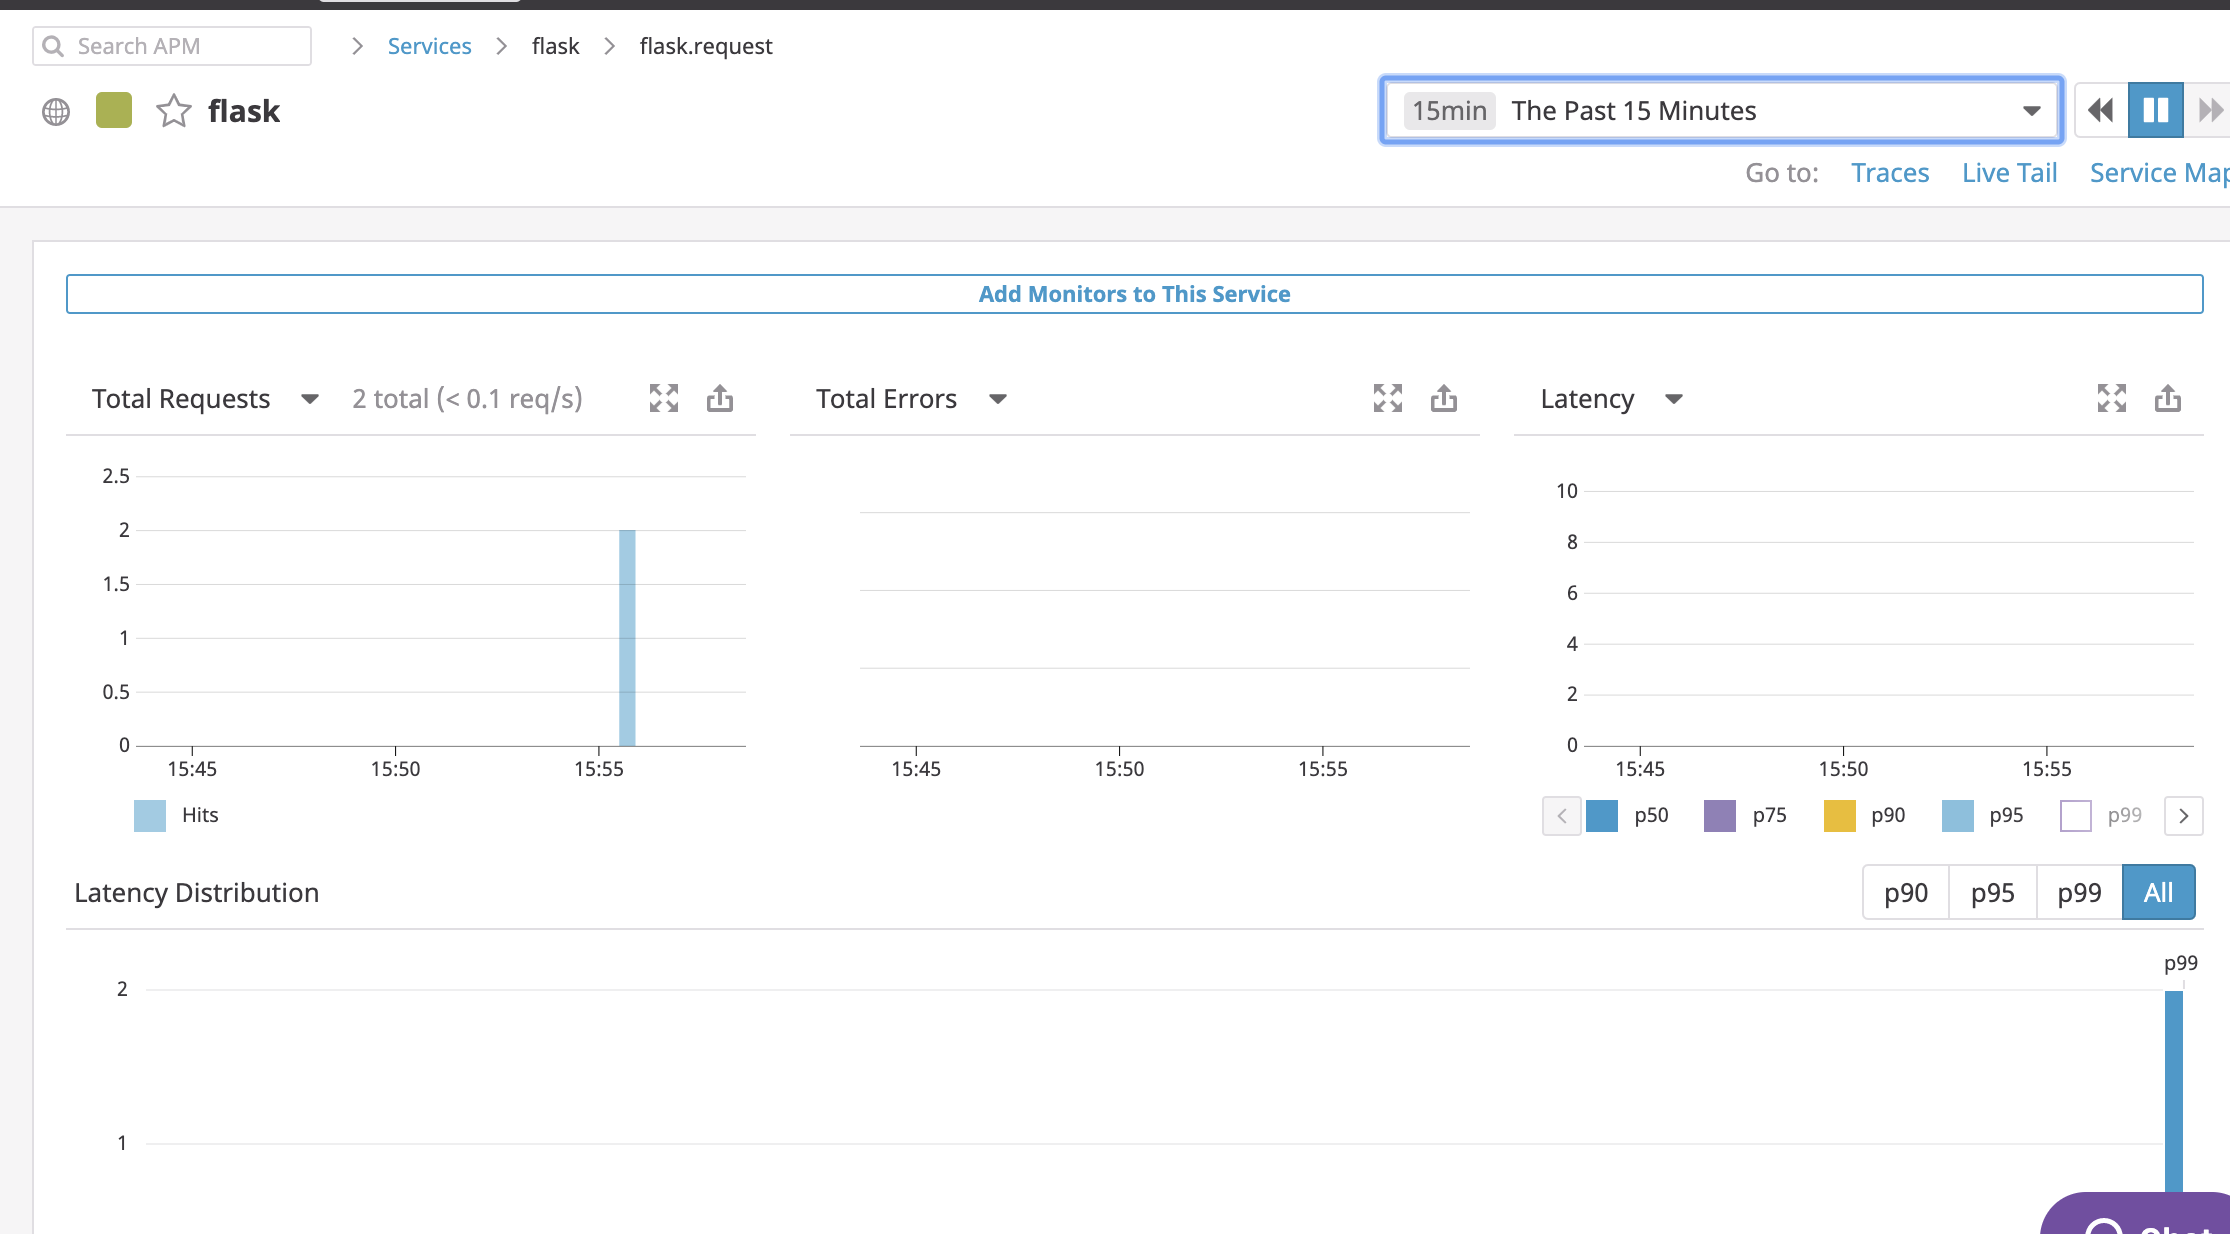 Search APM
Services
flask
flask.request
flask
15min The Past 15 Minutes
Go to: Traces Live Tail Service Map
Add Monitors to This Service
Total Requests 2 total (< 0.1 req/s)
2.5
2
1.5
1
0.5
0
15:45 15:50 15:55
Hits
Total Errors
15:45 15:50 15:55
Latency
10
8
6
4
2
0
15:45 15:50 15:55
p50 p75 p90 p95 p99
Latency Distribution
p90 p95 p99 All
p99
2
1
Chat